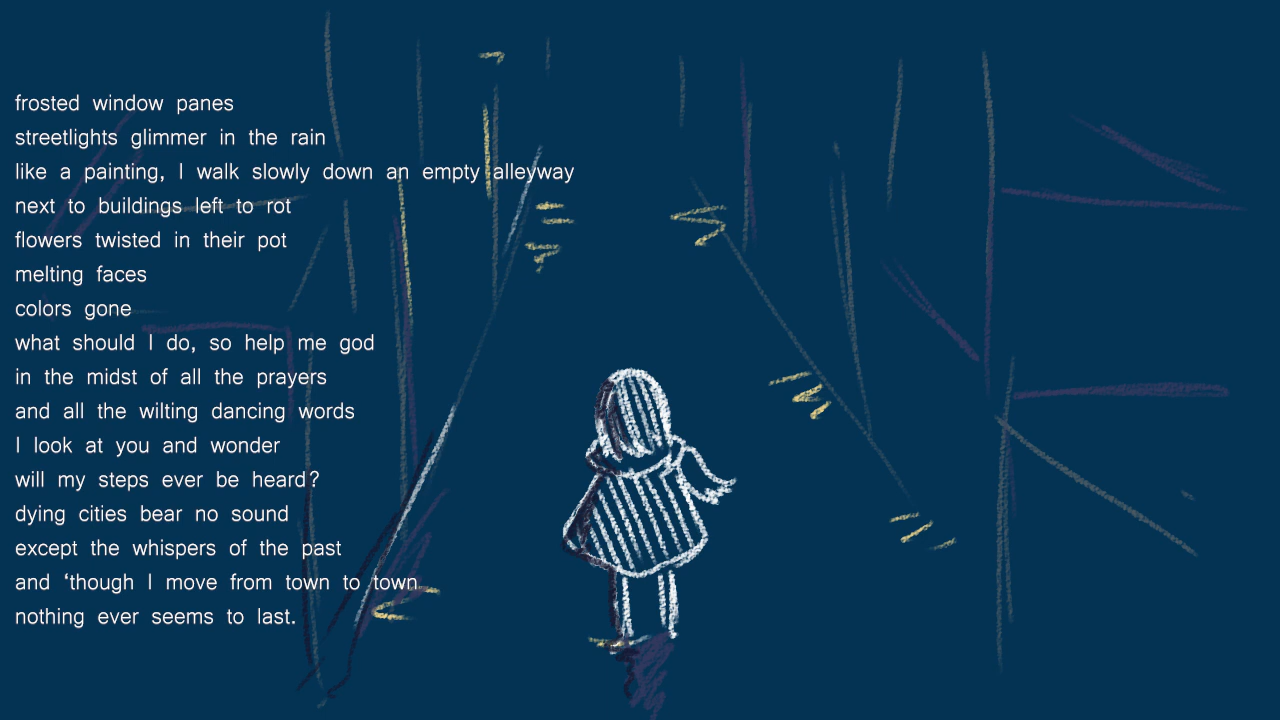 frosted window panes
streetlights glimmer in the rain
like a painting, I walk slowly down an empty alleyway
next to buildings left to rot
flowers twisted in their pot
melting faces
colors gone
what should I do, so help me god
in the midst of all the prayers
and all the wilting dancing words
I look at you and wonder
will my steps ever be heard?
dying cities bear no sound
except the whispers of the past
and ‘though I move from town to town
nothing ever seems to last.